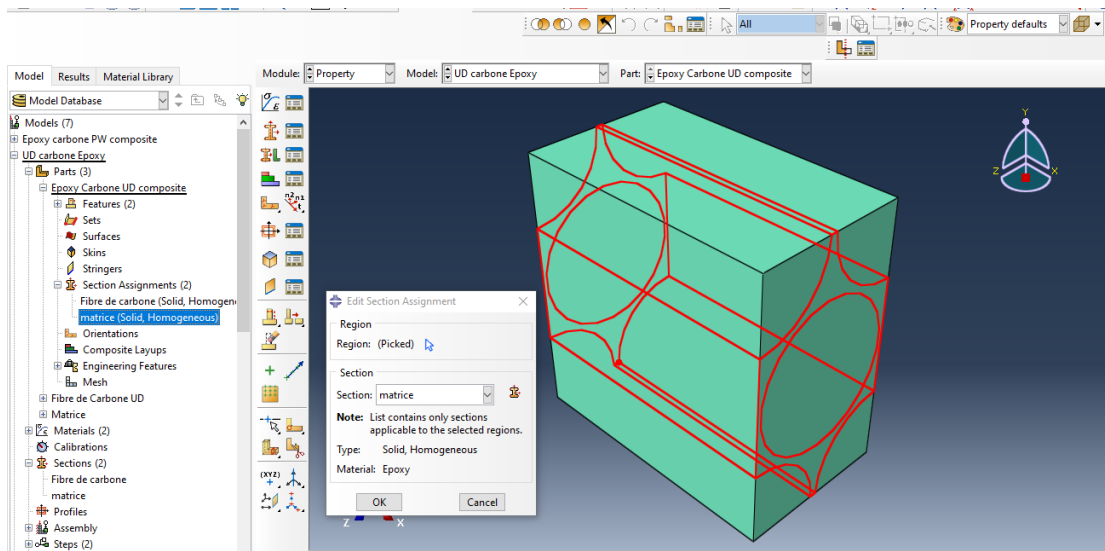 All
Property defaults
Model Results Material Library
Module: Property Model: UD carbone Epoxy Part: Epoxy Carbone UD composite
Model Database
Models (7)
Epoxy carbone PW composite
UD carbone Epoxy
Parts (3)
Epoxy Carbone UD composite
Features (2)
Sets
Surfaces
Skins
Stringers
Section Assignments (2)
Fibre de carbone (Solid, Homogen
matrice (Solid, Homogeneous)
Orientations
Composite Layups
Engineering Features
Mesh
Fibre de Carbone UD
Matrice
Materials (2)
Calibrations
Sections (2)
Fibre de carbone
matrice
Profiles
Assembly
Steps (2)
σ
ε
n2 n1
t
(XYZ)
Edit Section Assignment
Region
Region: (Picked)
Section
Section: matrice
Note: List contains only sections
applicable to the selected regions.
Type: Solid, Homogeneous
Material: Epoxy
OK Cancel
Y
Z X
Z X